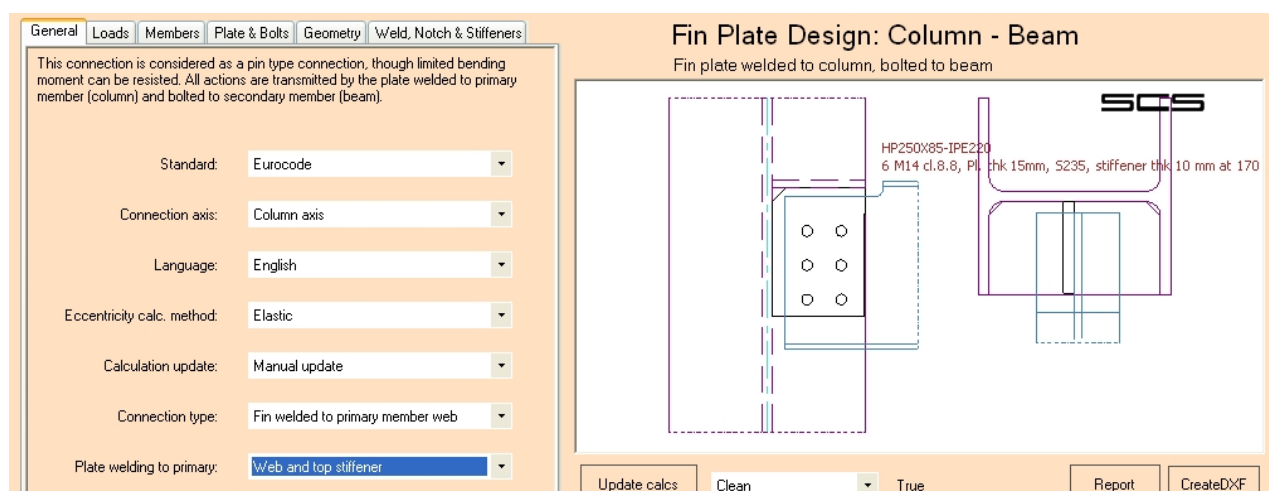 General Loads Members Plate & Bolts Geometry Weld, Notch & Stiffeners
This connection is considered as a pin type connection, though limited bending
moment can be resisted. All actions are transmitted by the plate welded to primary
member (column) and bolted to secondary member (beam).
Standard: Eurocode
Connection axis: Column axis
Language: English
Eccentricity calc. method: Elastic
Calculation update: Manual update
Connection type: Fin welded to primary member web
Plate welding to primary: Web and top stiffener
Fin Plate Design: Column - Beam
Fin plate welded to column, bolted to beam
SCS
HP250X85-IPE220
6 M14 cl.8.8, Pl. thk 15mm, S235, stiffener thk 10 mm at 170
Update calcs Clean True Report CreateDXF